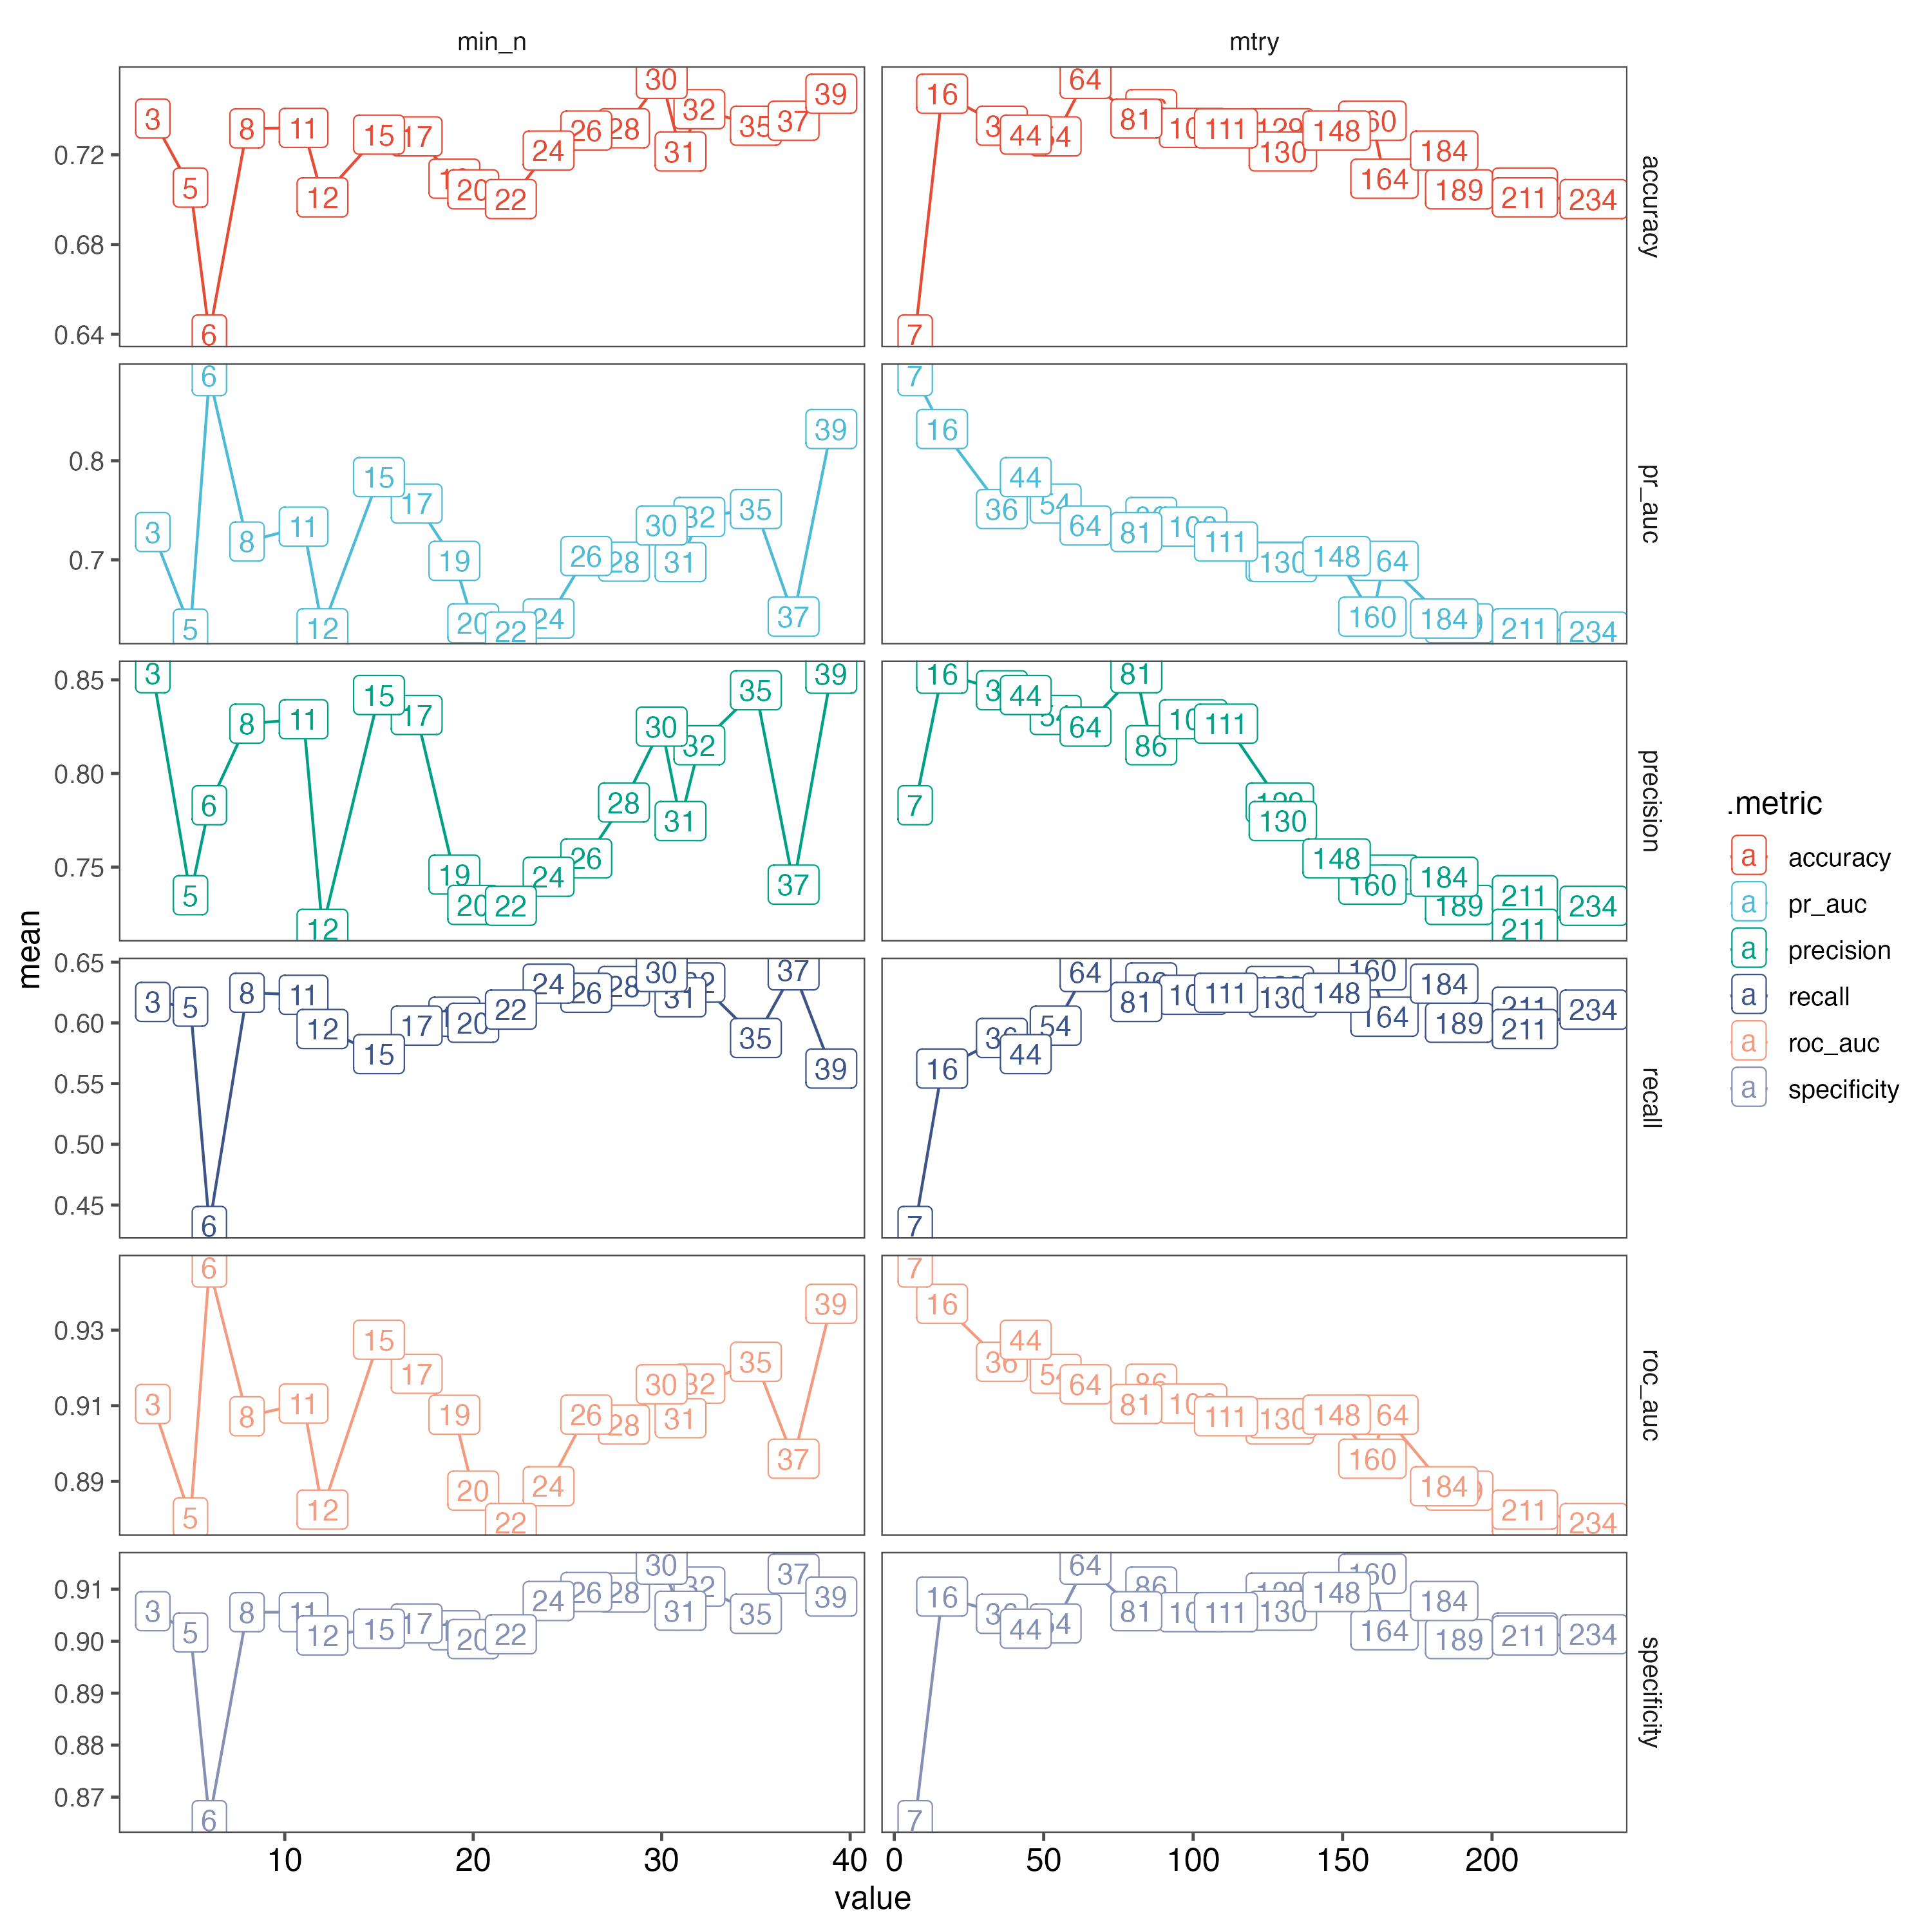 min_n mtry
0.72
0.68
0.64
3 5 6 8 11 12 15 17 20 22 24 26 28 30 31 32 35 37 39
7 16 44 64 81 111 129 130 148 164 184 189 211 234
accuracy
0.8
0.7
3 5 6 8 11 12 15 17 19 20 22 24 26 28 30 31 32 35 37 39
7 16 36 44 54 64 81 111 130 148 160 184 211 234
pr_auc
0.85
0.80
0.75
3 5 6 8 11 12 15 17 19 20 22 24 26 28 30 31 32 35 37 39
7 16 44 64 81 86 111 129 130 148 160 184 189 211 211 234
precision
0.65
0.60
0.55
0.50
0.45
3 5 6 8 11 12 15 17 20 22 24 26 28 30 31 35 37 39
7 16 36 44 54 64 81 86 111 130 148 160 164 184 189 211 211 234
recall
0.93
0.91
0.89
3 5 6 8 11 12 15 17 19 20 22 24 26 28 30 31 32 35 37 39
7 16 36 44 64 81 86 111 130 148 160 184 211 234
roc_auc
0.91
0.90
0.89
0.88
0.87
3 5 6 8 11 12 15 17 20 22 24 26 28 30 31 32 35 37 39
7 16 44 64 81 86 111 129 130 148 160 164 184 189 211 234
specificity
10 20 30 40 0 50 100 150 200
value
mean
.metric
a accuracy
a pr_auc
a precision
a recall
a roc_auc
a specificity